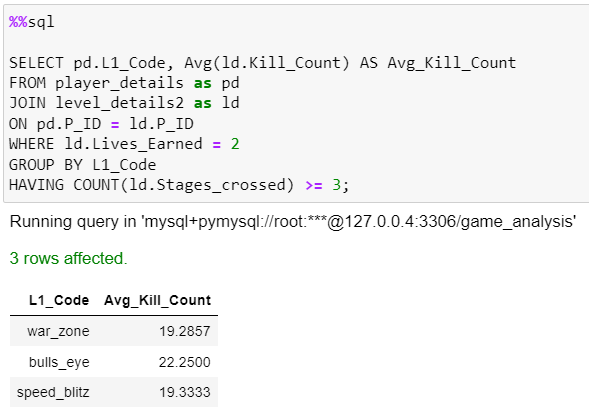 %%sql
SELECT pd.L1_Code, Avg(ld.Kill_Count) AS Avg_Kill_Count
FROM player_details as pd
JOIN level_details2 as ld
ON pd.P_ID = ld.P_ID
WHERE ld.Lives_Earned = 2
GROUP BY L1_Code
HAVING COUNT(ld.Stages_crossed) >= 3;
Running query in 'mysql+pymysql://root:***@127.0.0.4:3306/game_analysis'
3 rows affected.
L1_Code Avg_Kill_Count
war_zone 19.2857
bulls_eye 22.2500
speed_blitz 19.3333